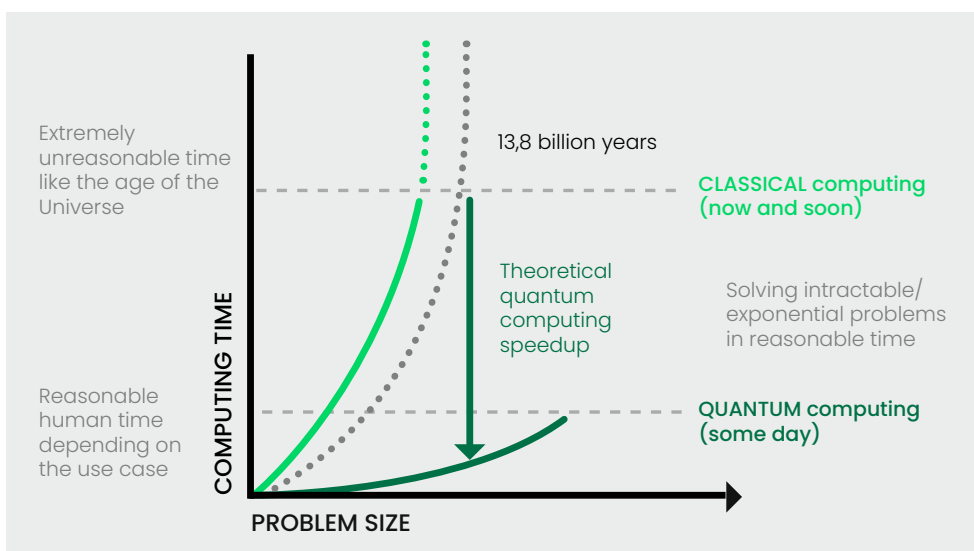 Extremely
unreasonable time
like the age of the
Universe
13,8 billion years
CLASSICAL computing
(now and soon)
Theoretical
quantum
computing
speedup
Solving intractable/
exponential problems
in reasonable time
Reasonable
human time
depending on
the use case
COMPUTING TIME
QUANTUM computing
(some day)
PROBLEM SIZE